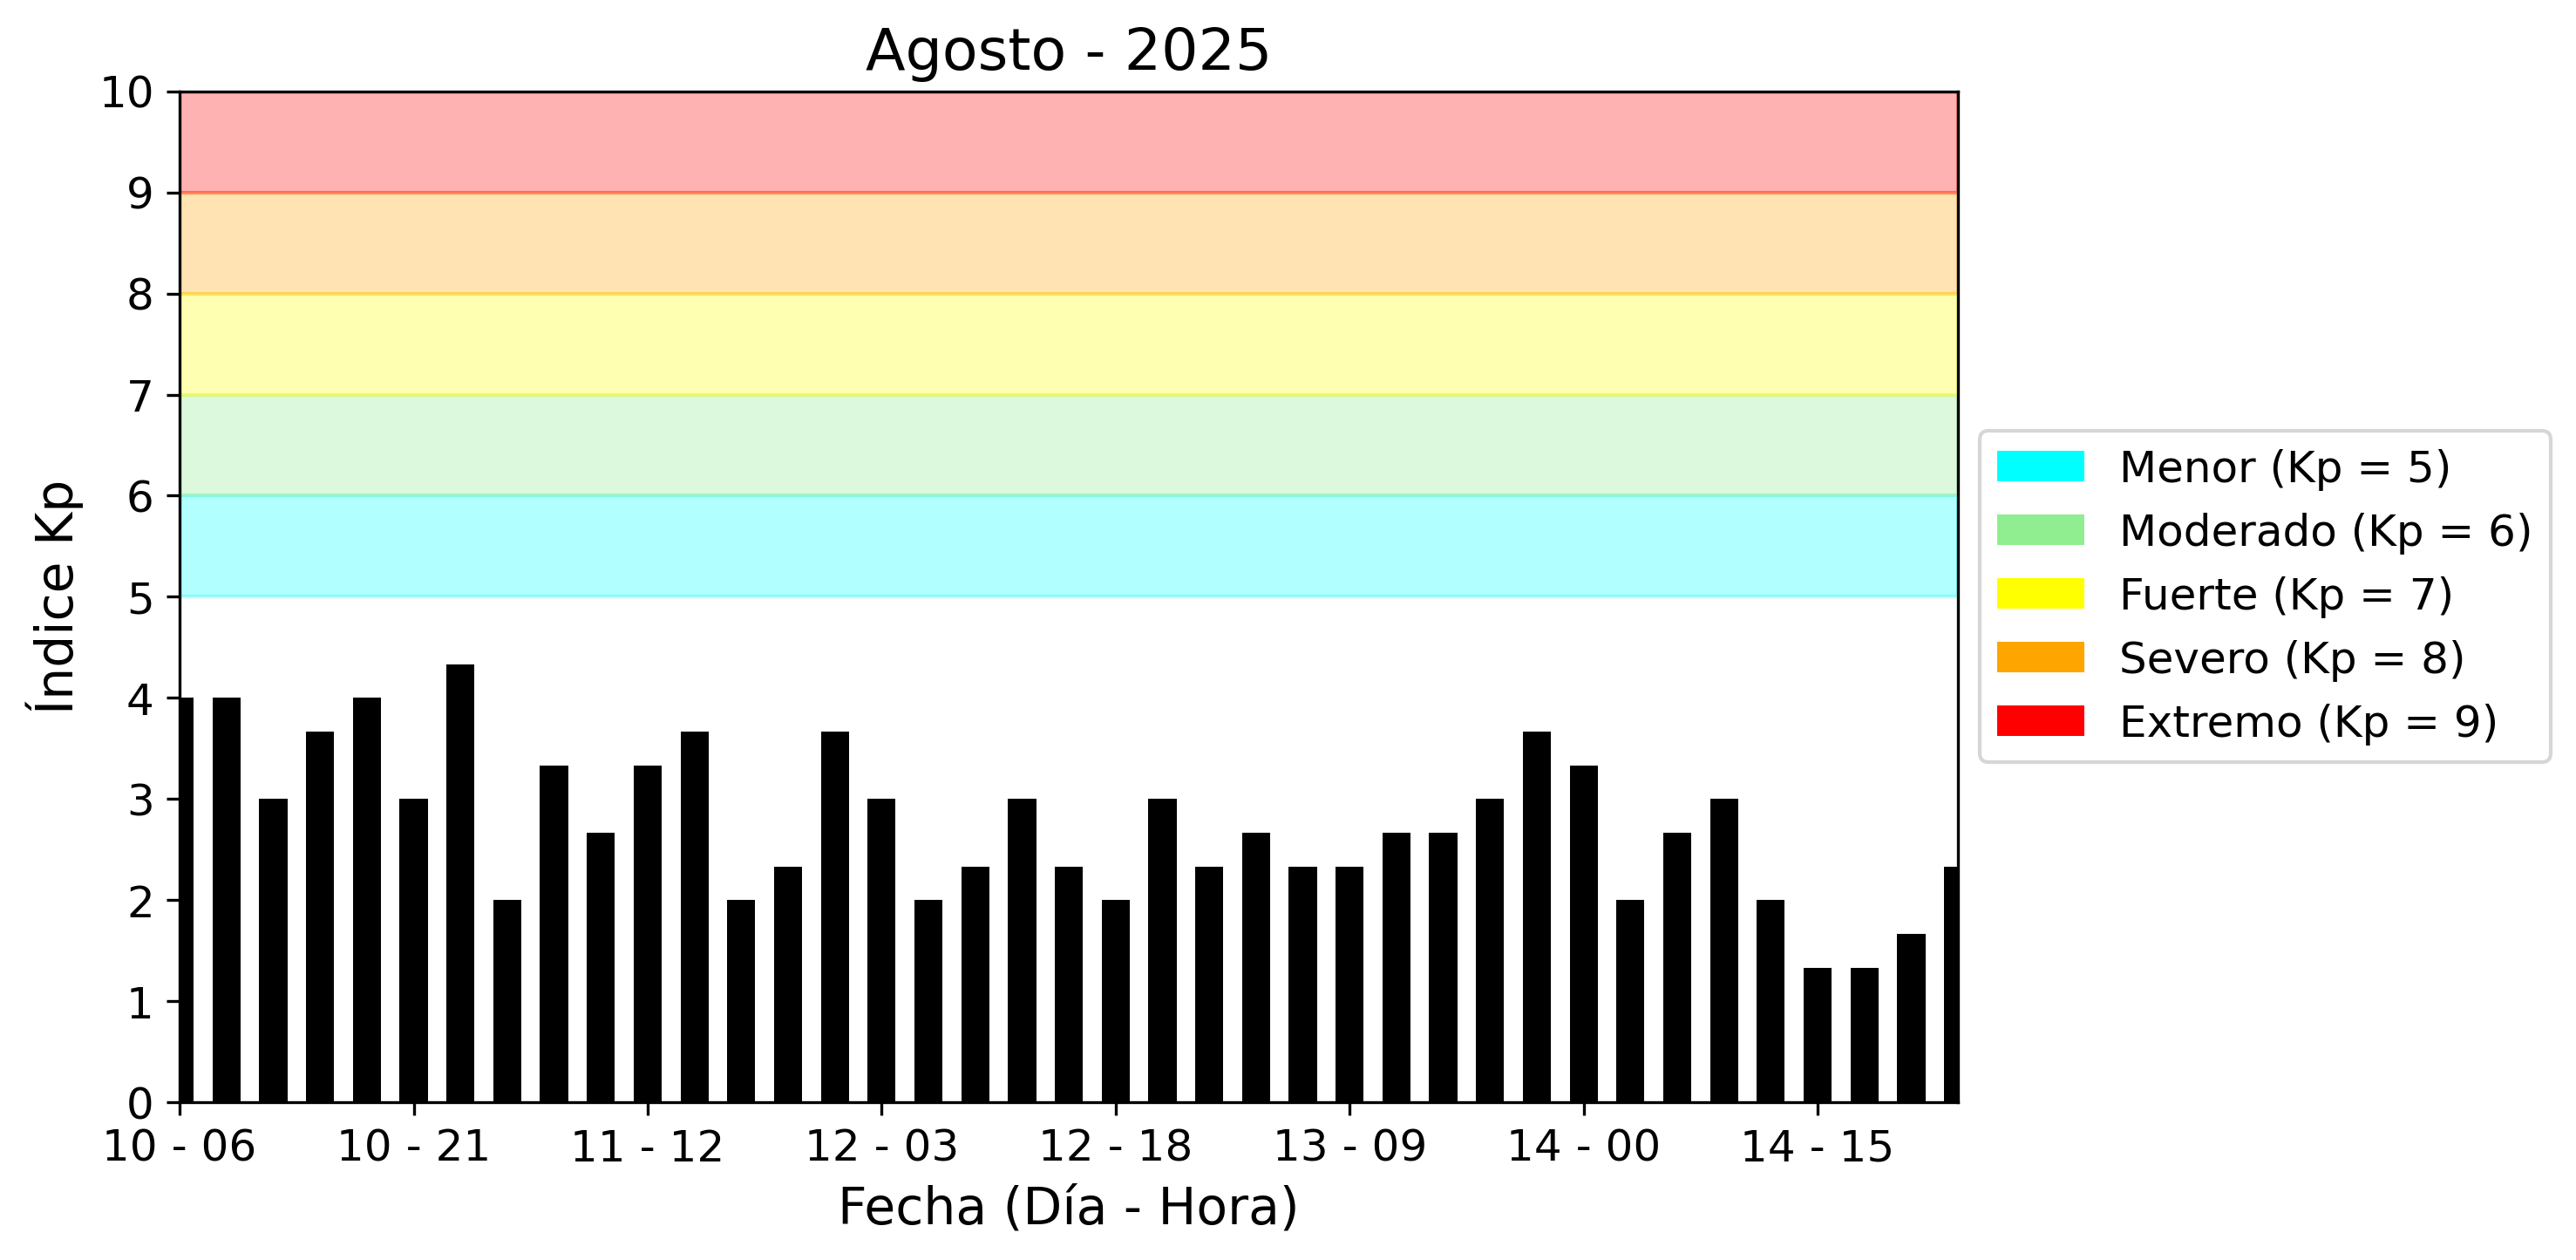 Agosto - 2025
10
9
8
7
6
5
4
3
2
1
0
Índice Kp
10 - 06
10 - 21
11 - 12
12 - 03
12 - 18
13 - 09
14 - 00
14 - 15
Fecha (Día - Hora)
Menor (Kp = 5)
Moderado (Kp = 6)
Fuerte (Kp = 7)
Severo (Kp = 8)
Extremo (Kp = 9)